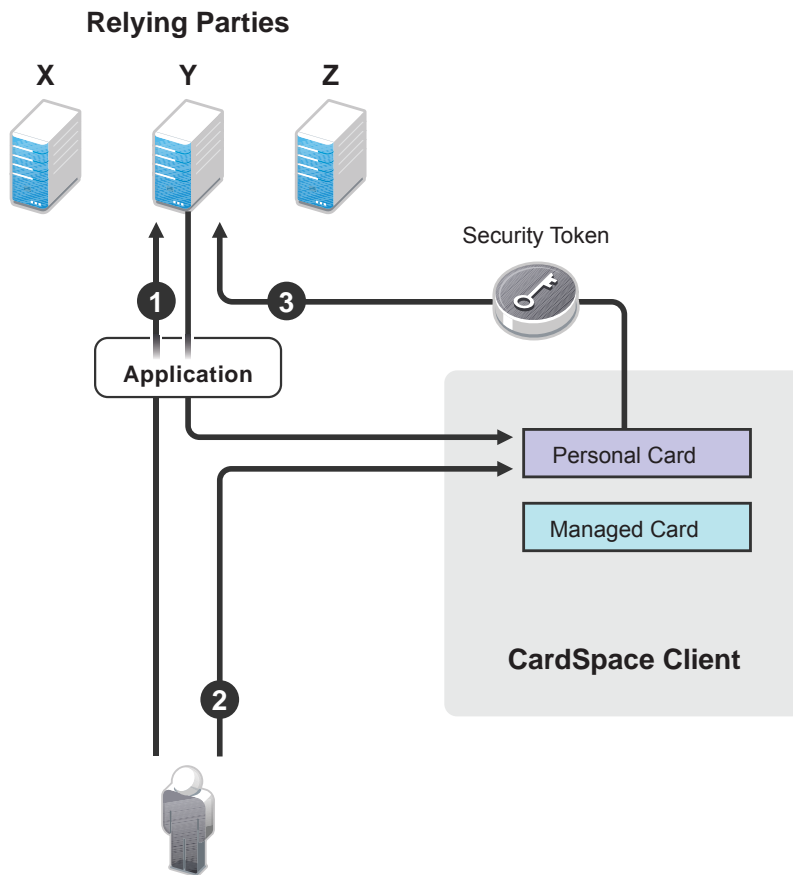 Relying Parties
X
Y
Z
Security Token
1
3
Application
Personal Card
Managed Card
CardSpace Client
2